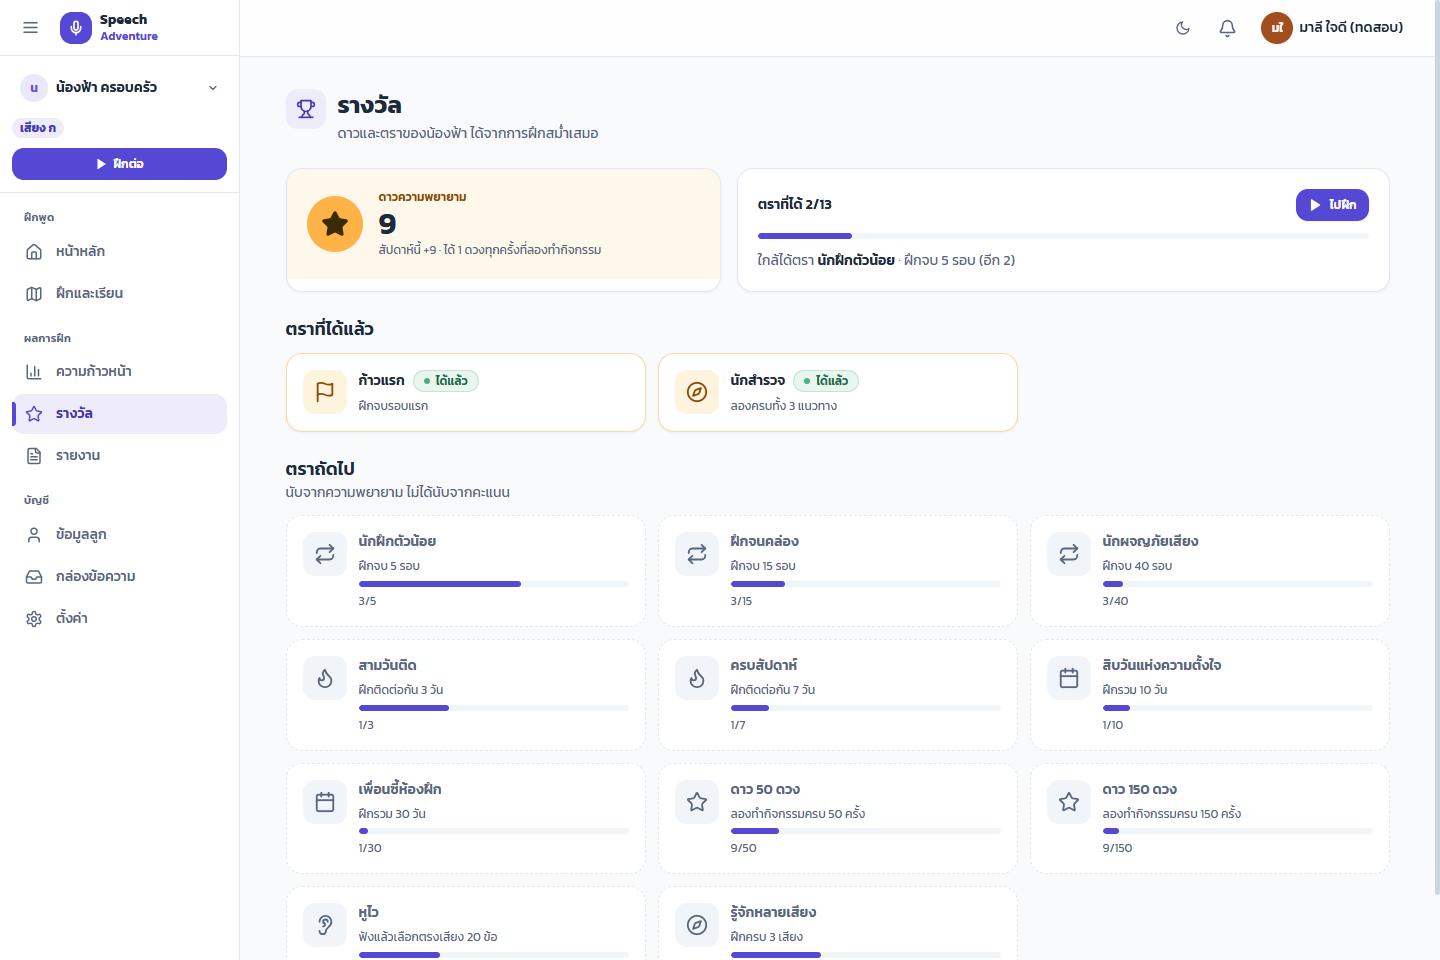 Speech
Adventure
มใ
มาลี ใจดี (ทดสอบ)
น
น้องฟ้า ครอบครัว
เสียง ก
ฝึกต่อ
ฝึกพูด
หน้าหลัก
ฝึกและเรียน
ผลการฝึก
ความก้าวหน้า
รางวัล
รายงาน
บัญชี
ข้อมูลลูก
กล่องข้อความ
ตั้งค่า
รางวัล
ดาวและตราของน้องฟ้า ได้จากการฝึกสม่ำเสมอ
ดาวความพยายาม
9
สัปดาห์นี้ +9 · ได้ 1 ดวงทุกครั้งที่ลองทำกิจกรรม
ตราที่ได้ 2/13
ไปฝึก
ใกล้ได้ตรา นักฝึกตัวน้อย · ฝึกจบ 5 รอบ (อีก 2)
ตราที่ได้แล้ว
ก้าวแรก
ได้แล้ว
ฝึกจบรอบแรก
นักสำรวจ
ได้แล้ว
ลองครบทั้ง 3 แนวทาง
ตราถัดไป
นับจากความพยายาม ไม่ได้นับจากคะแนน
นักฝึกตัวน้อย
ฝึกจบ 5 รอบ
3/5
ฝึกจนคล่อง
ฝึกจบ 15 รอบ
3/15
นักผจญภัยเสียง
ฝึกจบ 40 รอบ
3/40
สามวันติด
ฝึกติดต่อกัน 3 วัน
1/3
ครบสัปดาห์
ฝึกติดต่อกัน 7 วัน
1/7
สิบวันแห่งความตั้งใจ
ฝึกรวม 10 วัน
1/10
เพื่อนซี้ห้องฝึก
ฝึกรวม 30 วัน
1/30
ดาว 50 ดวง
ลองทำกิจกรรมครบ 50 ครั้ง
9/50
ดาว 150 ดวง
ลองทำกิจกรรมครบ 150 ครั้ง
9/150
หูไว
ฟังแล้วเลือกตรงเสียง 20 ข้อ
รู้จักหลายเสียง
ฝึกครบ 3 เสียง